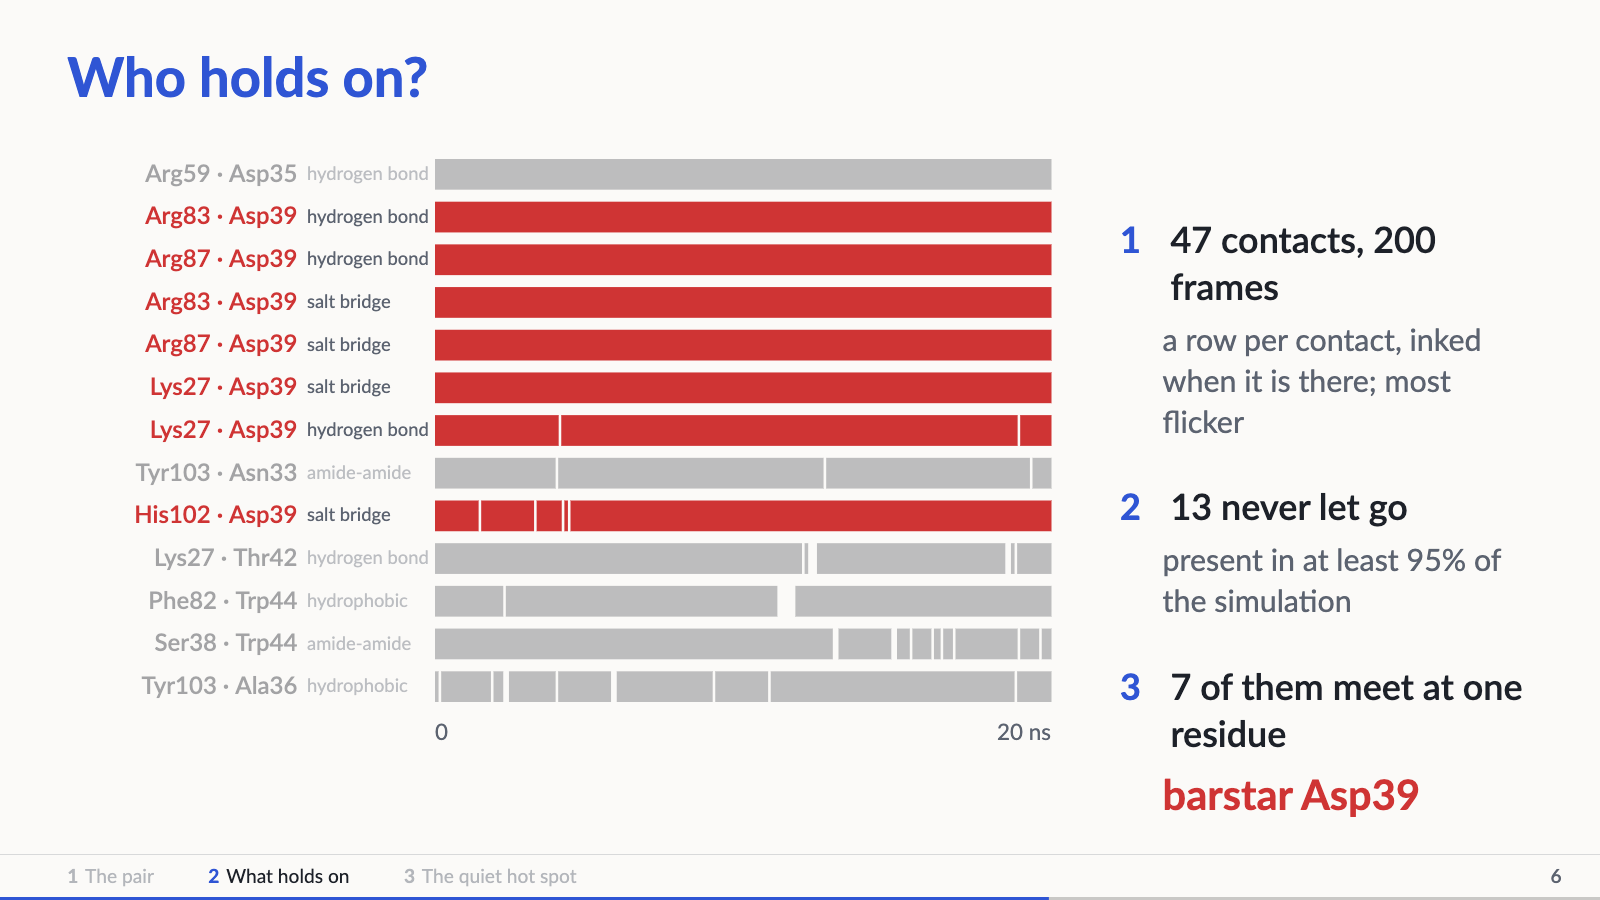 Who holds on?
Arg59 · Asp35 hydrogen bond
Arg83 · Asp39 hydrogen bond
Arg87 · Asp39 hydrogen bond
Arg83 · Asp39 salt bridge
Arg87 · Asp39 salt bridge
Lys27 · Asp39 salt bridge
Lys27 · Asp39 hydrogen bond
Tyr103 · Asn33 amide-amide
His102 · Asp39 salt bridge
Lys27 · Thr42 hydrogen bond
Phe82 · Trp44 hydrophobic
Ser38 · Trp44 amide-amide
Tyr103 · Ala36 hydrophobic
0 20 ns
1 47 contacts, 200
frames
a row per contact, inked
when it is there; most
flicker
2 13 never let go
present in at least 95% of
the simulation
3 7 of them meet at one
residue
barstar Asp39
1 The pair 2 What holds on 3 The quiet hot spot 6